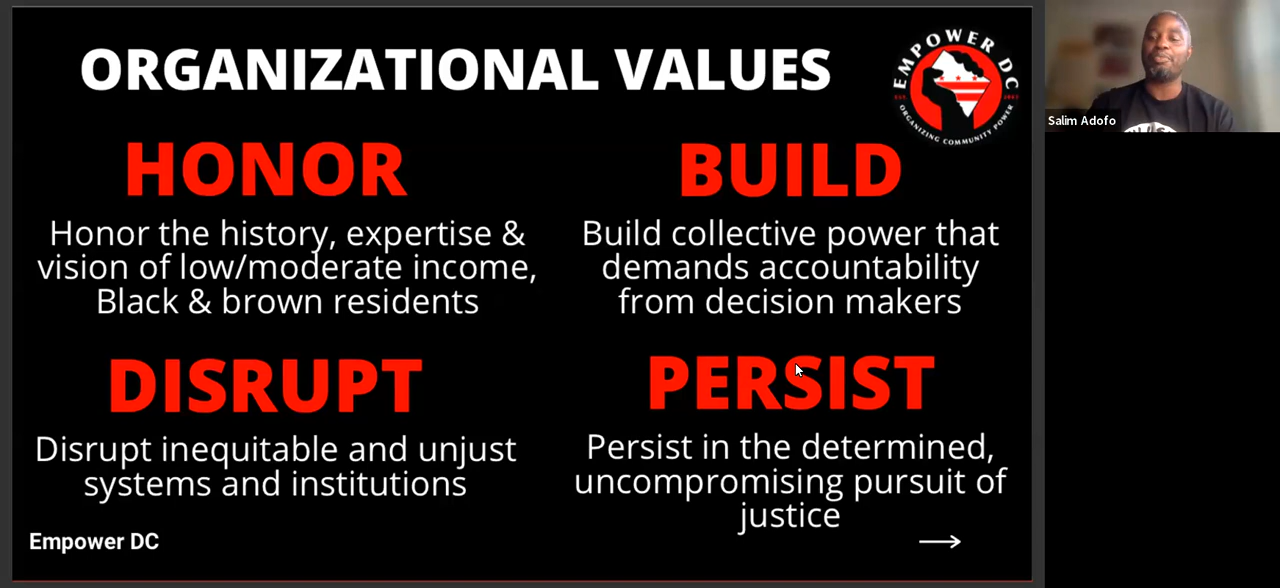 ORGANIZATIONAL VALUES
EMPOWER DC
ORGANIZING COMMUNITY POWER
Salim Adofo
HONOR
Honor the history, expertise &
vision of low/moderate income,
Black & brown residents
BUILD
Build collective power that
demands accountability
from decision makers
DISRUPT
Disrupt inequitable and unjust
systems and institutions
PERSIST
Persist in the determined,
uncompromising pursuit of
justice
Empower DC